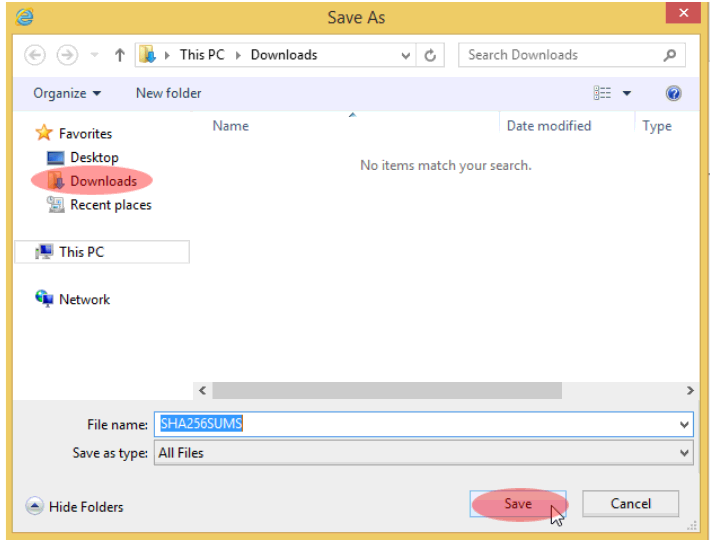 Save As
This PC Downloads Search Downloads
Organize New folder
Name Date modified Type
Favorites
No items match your search.
Desktop
Downloads
Recent places
This PC
Network
File name: SHA256SUMS
Save as type: All Files
Hide Folders Save Cancel